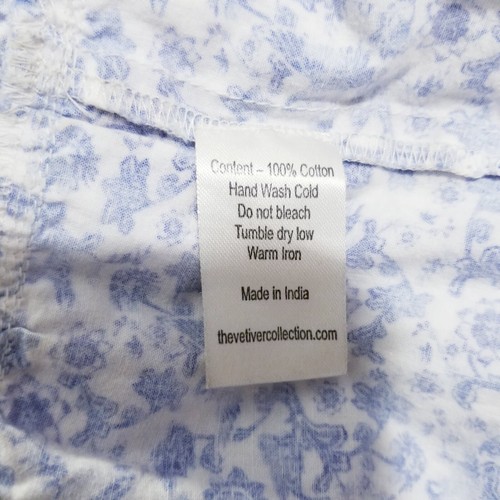 Content – 100% Cotton
Hand Wash Cold
Do not bleach
Tumble dry low
Warm Iron
Made in India
thevetivercollection.com